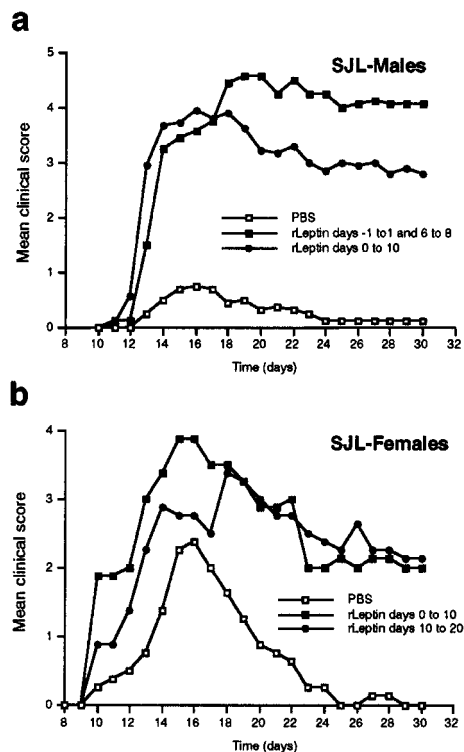 a
SJL-Males
5
4
3
2
1
0
Mean clinical score
PBS
rLeptin days -1 to1 and 6 to 8
rLeptin days 0 to 10
8 10 12 14 16 18 20 22 24 26 28 30 32
Time (days)
b
SJL-Females
4
3
2
1
0
Mean clinical score
PBS
rLeptin days 0 to 10
rLeptin days 10 to 20
8 10 12 14 16 18 20 22 24 26 28 30 32
Time (days)